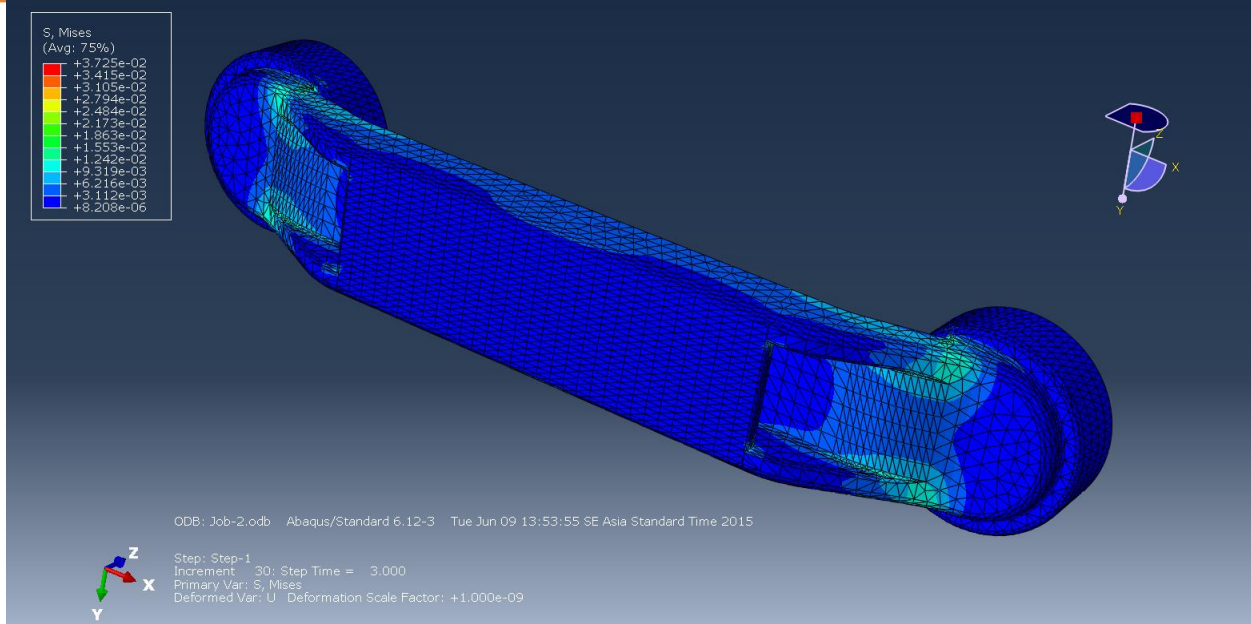 S, Mises
(Avg: 75%)
+3.725e-02
+3.415e-02
+3.105e-02
+2.794e-02
+2.484e-02
+2.173e-02
+1.863e-02
+1.553e-02
+1.242e-02
+9.319e-03
+6.216e-03
+3.112e-03
+8.208e-06
Z
X
Y
ODB: Job-2.odb Abaqus/Standard 6.12-3 Tue Jun 09 13:53:55 SE Asia Standard Time 2015
Z
X
Y
Step: Step-1
Increment 30: Step Time = 3.000
Primary Var: S, Mises
Deformed Var: U Deformation Scale Factor: +1.000e-09